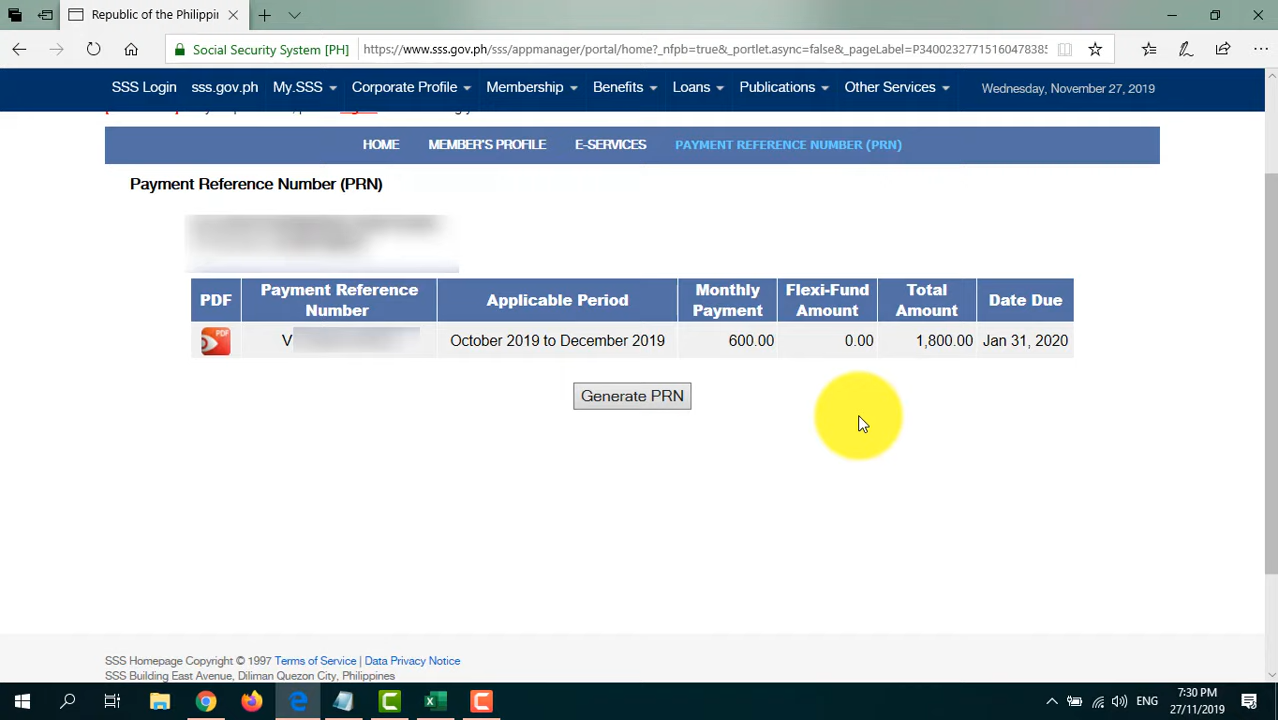 Republic of the Philippin
Social Security System [PH]
https://www.sss.gov.ph/sss/appmanager/portal/home?_nfpb=true&_portlet.async=false&_pageLabel=P3400232771516047838
SSS Login sss.gov.ph My.SSS Corporate Profile Membership Benefits Loans Publications Other Services Wednesday, November 27, 2019
HOME MEMBER'S PROFILE E-SERVICES PAYMENT REFERENCE NUMBER (PRN)
Payment Reference Number (PRN)
PDF Payment Reference Number Applicable Period Monthly Payment Flexi-Fund Amount Total Amount Date Due
PDF V October 2019 to December 2019 600.00 0.00 1,800.00 Jan 31, 2020
Generate PRN
SSS Homepage Copyright © 1997 Terms of Service | Data Privacy Notice
SSS Building East Avenue, Diliman Quezon City, Philippines
ENG 7:30 PM
27/11/2019